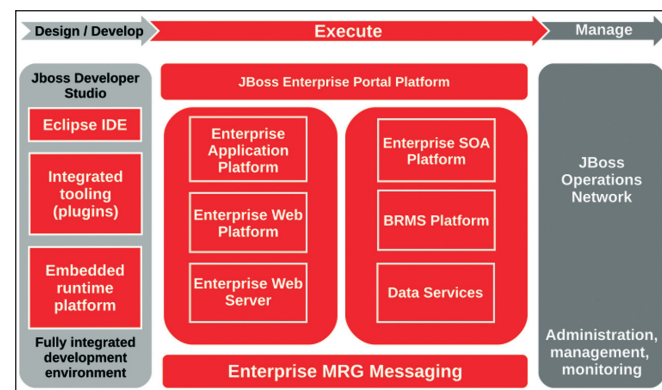 Design / Develop
Execute
Manage
Jboss Developer
Studio
Eclipse IDE
Integrated
tooling
(plugins)
Embedded
runtime
platform
Fully integrated
development
environment
JBoss Enterprise Portal Platform
Enterprise
Application
Platform
Enterprise Web
Platform
Enterprise Web
Server
Enterprise SOA
Platform
BRMS Platform
Data Services
Enterprise MRG Messaging
JBoss
Operations
Network
Administration,
management,
monitoring